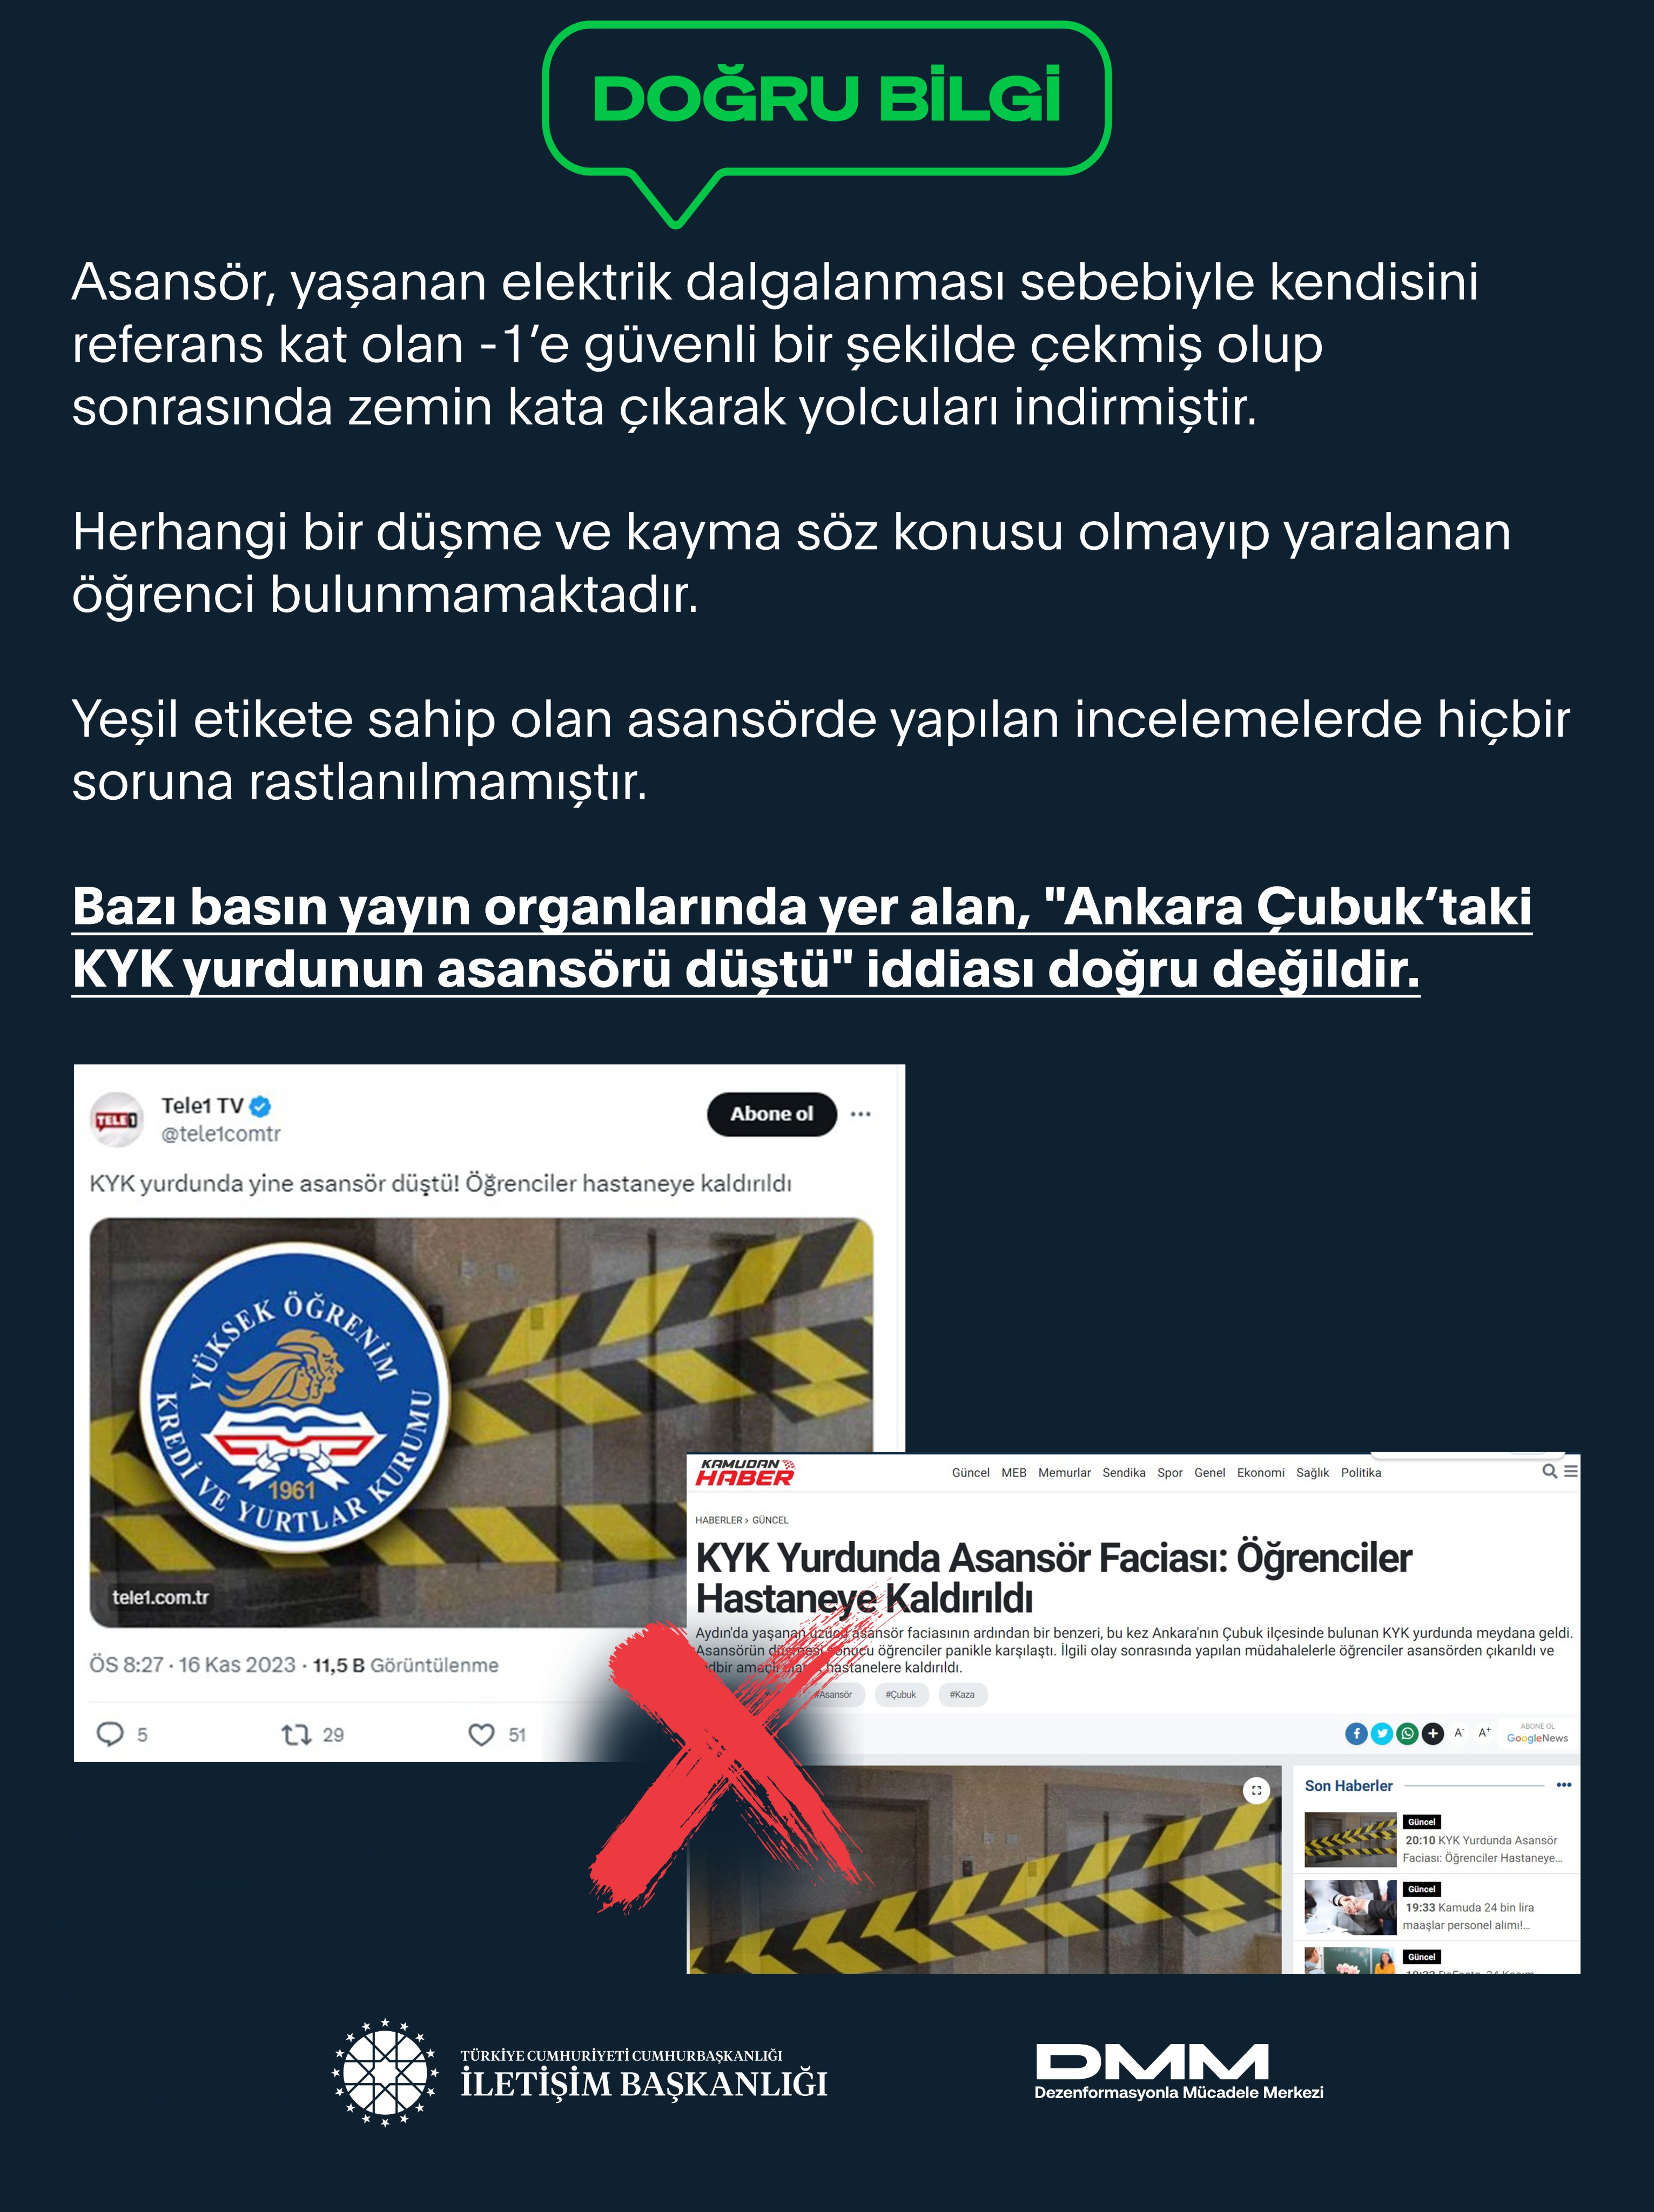 DOĞRU BİLGİ
Asansör, yaşanan elektrik dalgalanması sebebiyle kendisini
referans kat olan -1’e güvenli bir şekilde çekmiş olup
sonrasında zemin kata çıkarak yolcuları indirmiştir.
Herhangi bir düşme ve kayma söz konusu olmayıp yaralanan
öğrenci bulunmamaktadır.
Yeşil etikete sahip olan asansörde yapılan incelemelerde hiçbir
soruna rastlanılmamıştır.
Bazı basın yayın organlarında yer alan, "Ankara Çubuk’taki
KYK yurdunun asansörü düştü" iddiası doğru değildir.
TELE1
Tele1 TV
@tele1comtr
Abone ol
KYK yurdunda yine asansör düştü! Öğrenciler hastaneye kaldırıldı
YÜKSEK ÖĞRENİM
KREDİ VE YURTLAR KURUMU
1961
tele1.com.tr
ÖS 8:27 · 16 Kas 2023 · 11,5 B Görüntülenme
5 29 51
KAMUDAN
HABER
Güncel MEB Memurlar Sendika Spor Genel Ekonomi Sağlık Politika
HABERLER > GÜNCEL
KYK Yurdunda Asansör Faciası: Öğrenciler
Hastaneye Kaldırıldı
Aydın'da yaşanan üzücü asansör faciasının ardından bir benzeri, bu kez Ankara'nın Çubuk ilçesinde bulunan KYK yurdunda meydana geldi.
Asansörün düşmesi sonucu öğrenciler panikle karşılaştı. İlgili olay sonrasında yapılan müdahalelerle öğrenciler asansörden çıkarıldı ve
amaçlı hastanelere kaldırıldı.
#Asansör #Çubuk #Kaza
A- A+
ABONE OL
GoogleNews
Son Haberler
Güncel
20:10 KYK Yurdunda Asansör
Faciası: Öğrenciler Hastaneye...
Güncel
19:33 Kamuda 24 bin lira
maaşlar personel alımı!...
Güncel
TÜRKİYE CUMHURİYETİ CUMHURBAŞKANLIĞI
İLETİŞİM BAŞKANLIĞI
DMM
Dezenformasyonla Mücadele Merkezi